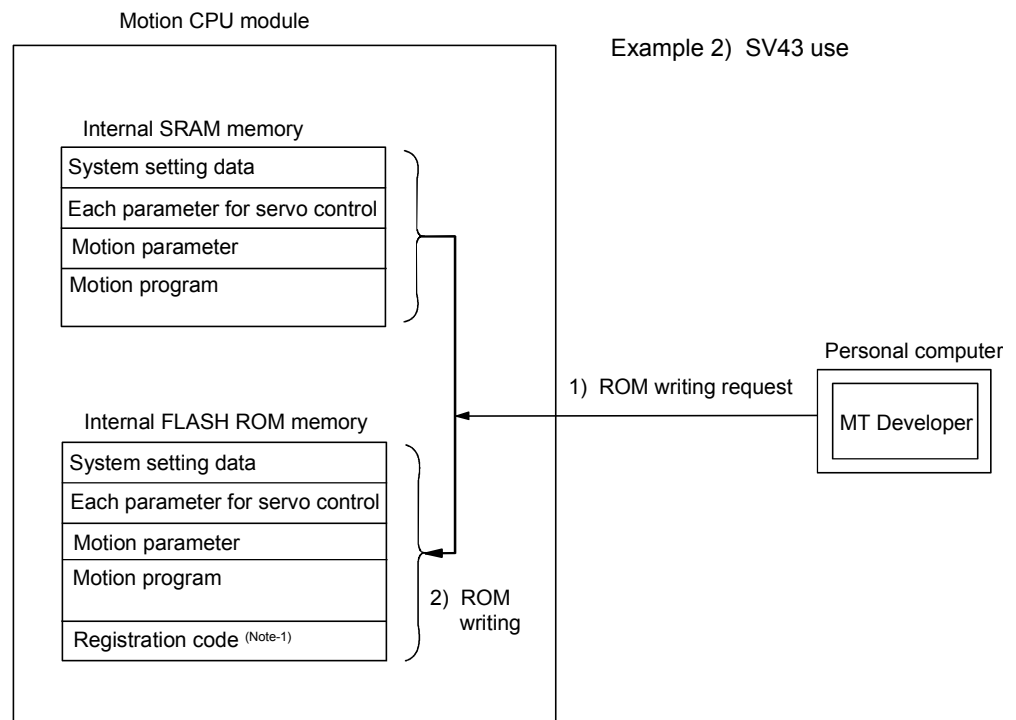 Motion CPU module
Example 2) SV43 use
Internal SRAM memory
System setting data
Each parameter for servo control
Motion parameter
Motion program
Personal computer
1) ROM writing request
MT Developer
Internal FLASH ROM memory
System setting data
Each parameter for servo control
Motion parameter
Motion program
2) ROM
writing
Registration code (Note-1)